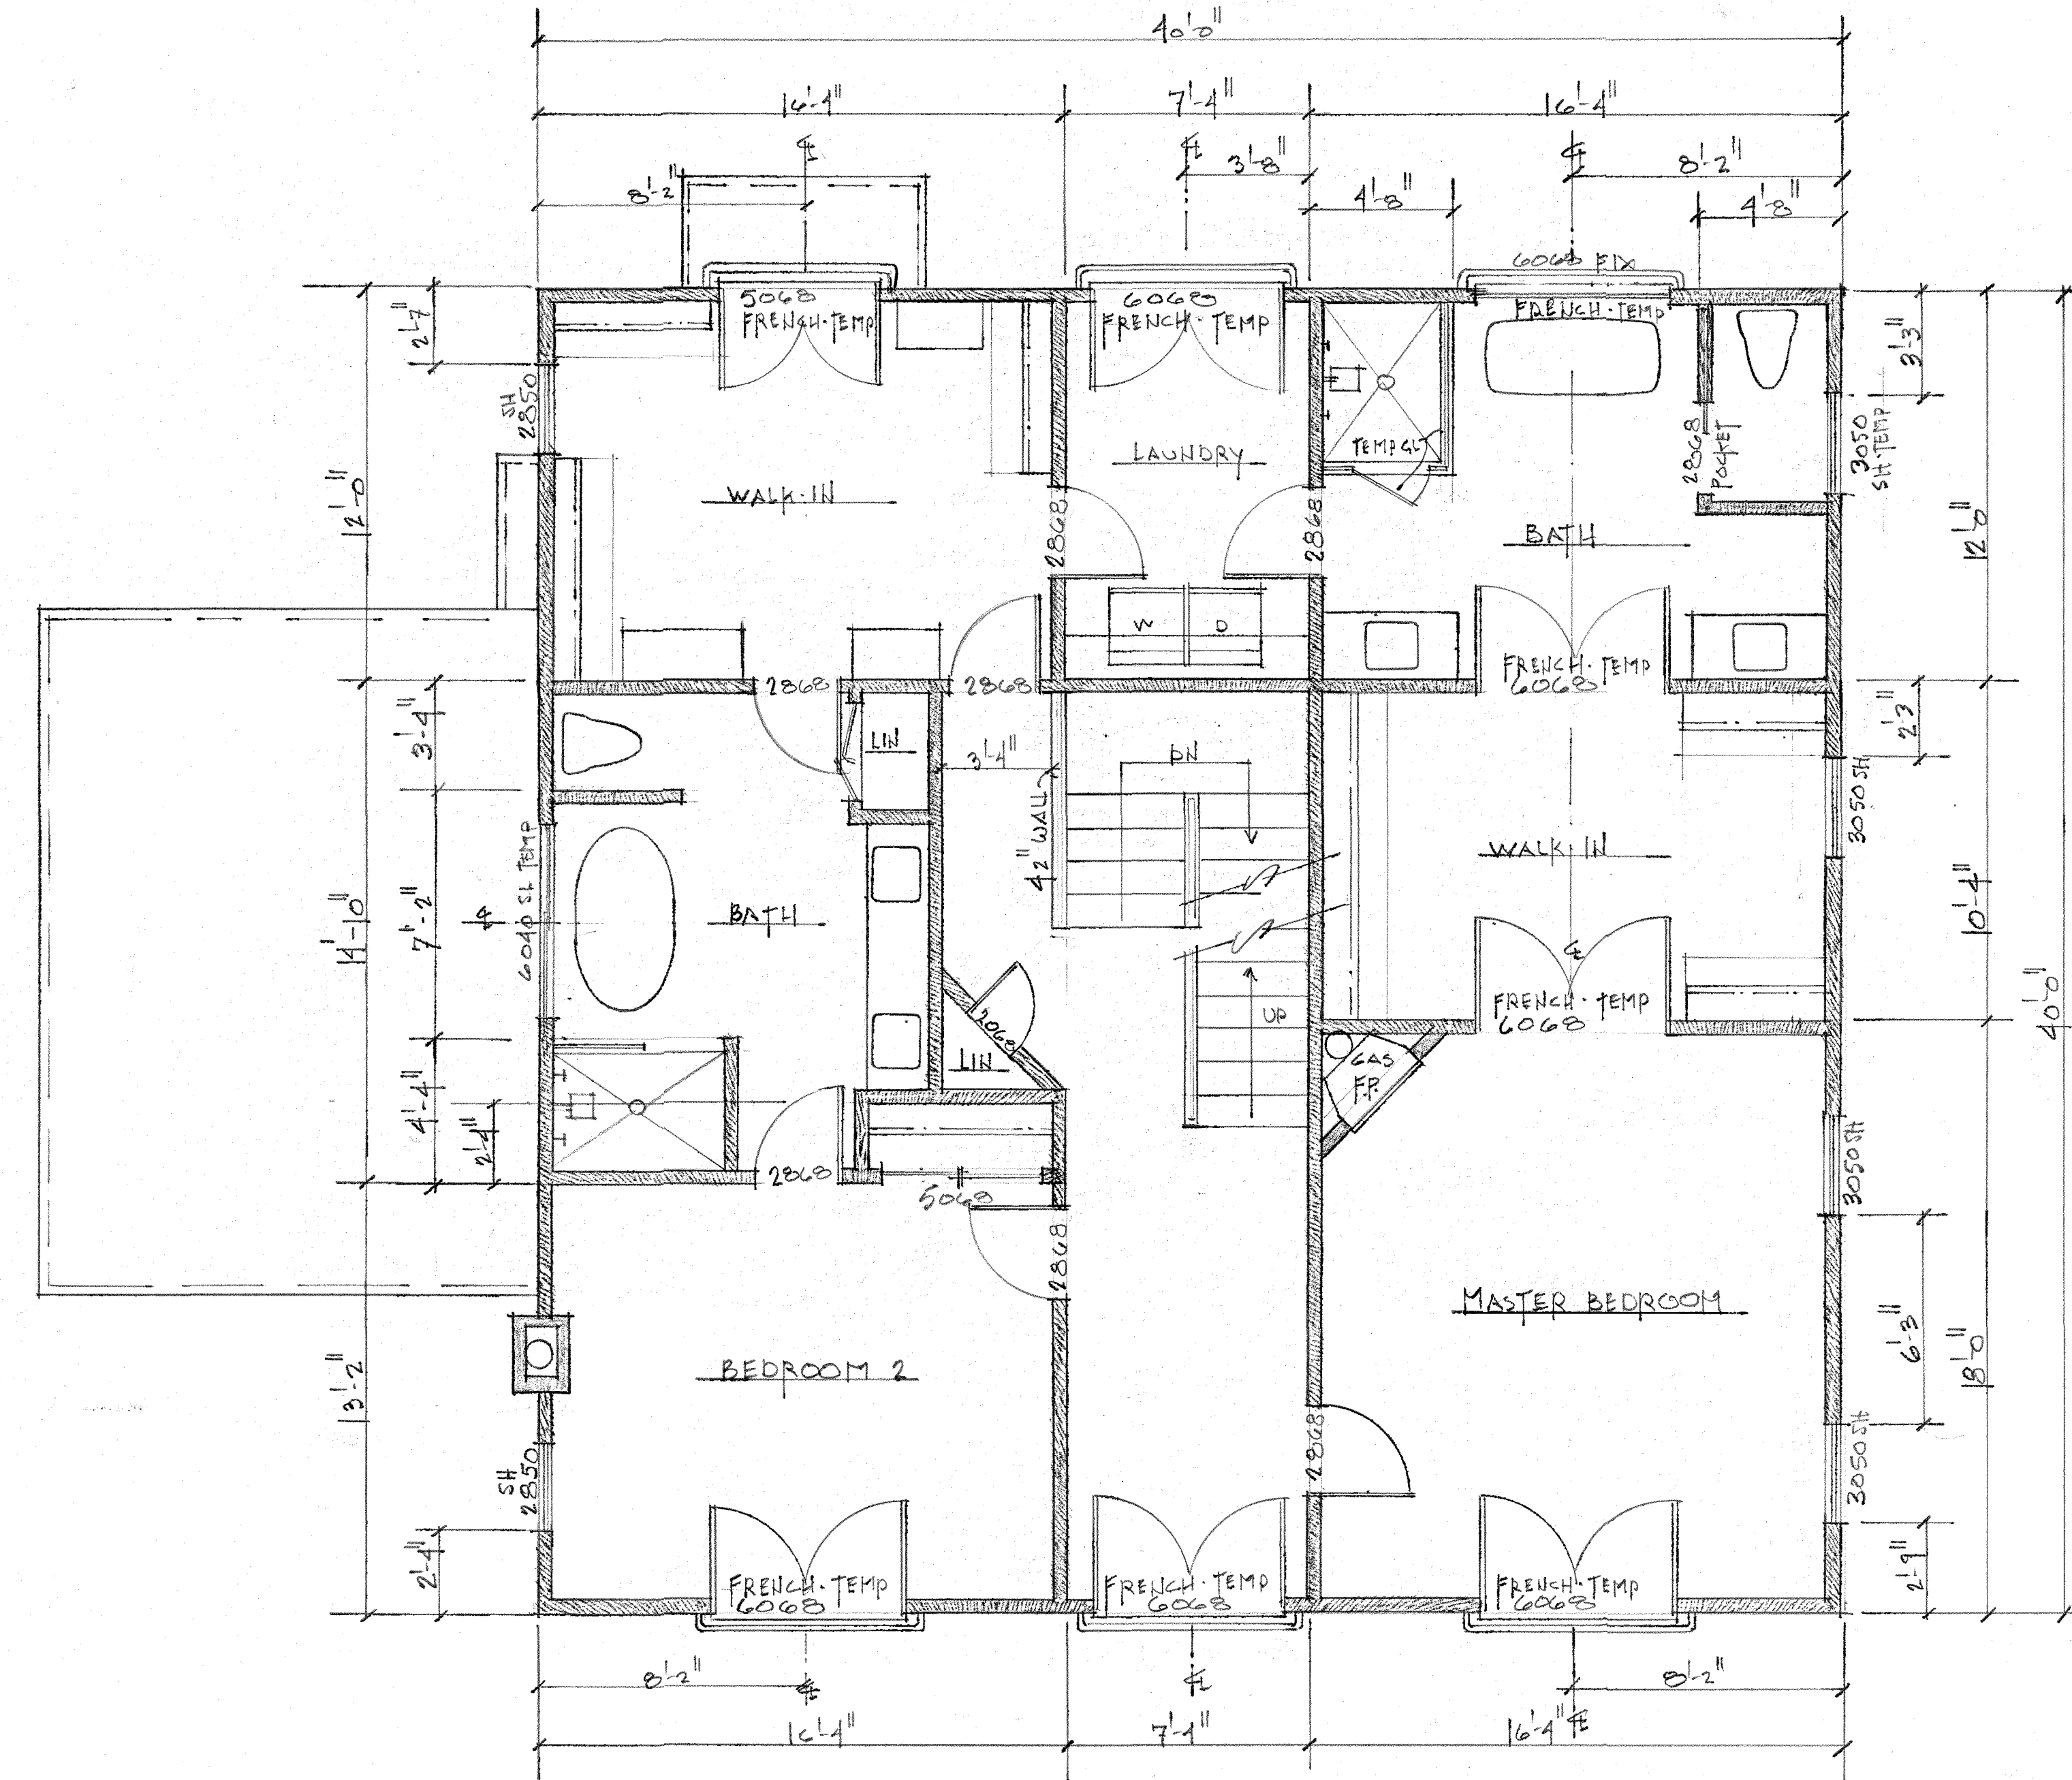 40'-0"
16'-4"
7'-4"
16'-4"
8'-2"
3'-8"
8'-2"
4'-8"
4'-8"
6068 FIX
FRENCH·TEMP
5068
FRENCH·TEMP
6068
FRENCH·TEMP
2'-7"
SH
2850
12'-0"
WALK-IN
LAUNDRY
2868
2868
TEMP GL
2868
POCKET
BATH
3'-3"
3050
SH·TEMP
12'-0"
40'-0"
W
D
FRENCH·TEMP
6068
2868
2868
LIN
3'-4"
3'-4"
DN
42" WALL
2'-3"
3050 SH
WALK-IN
10'-4"
14'-10"
7'-2"
6040 SL TEMP
BATH
2068
LIN
UP
FRENCH·TEMP
6068
GAS
F.P.
4'-4"
2'-4"
2868
5068
2868
3050 SH
6'-3"
18'-0"
MASTER BEDROOM
BEDROOM 2
13'-2"
SH
2850
2868
3050 SH
2'-4"
2'-9"
FRENCH·TEMP
6068
FRENCH·TEMP
6068
FRENCH·TEMP
6068
8'-2"
8'-2"
16'-4"
7'-4"
16'-4"